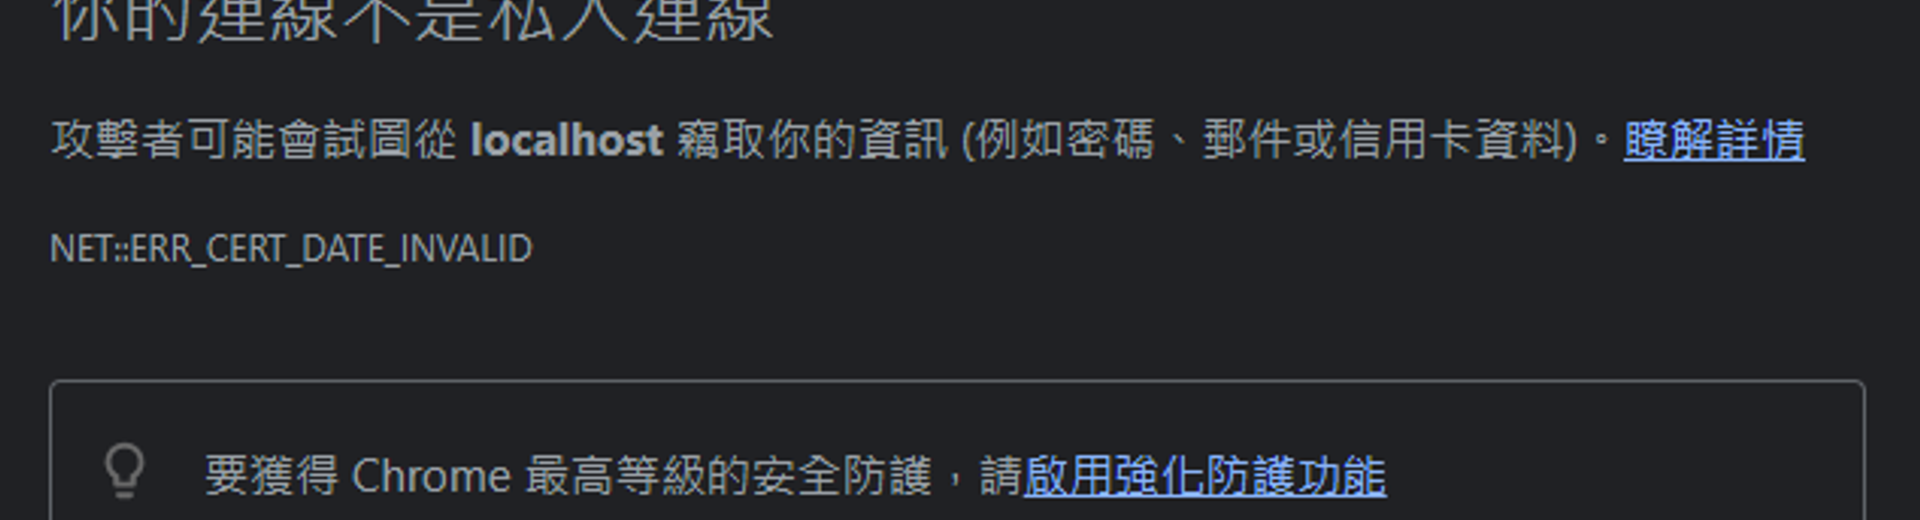 你的連線不是私人連線
攻擊者可能會試圖從 localhost 竊取你的資訊 (例如密碼、郵件或信用卡資料)。瞭解詳情
NET::ERR_CERT_DATE_INVALID
要獲得 Chrome 最高等級的安全防護，請啟用強化防護功能